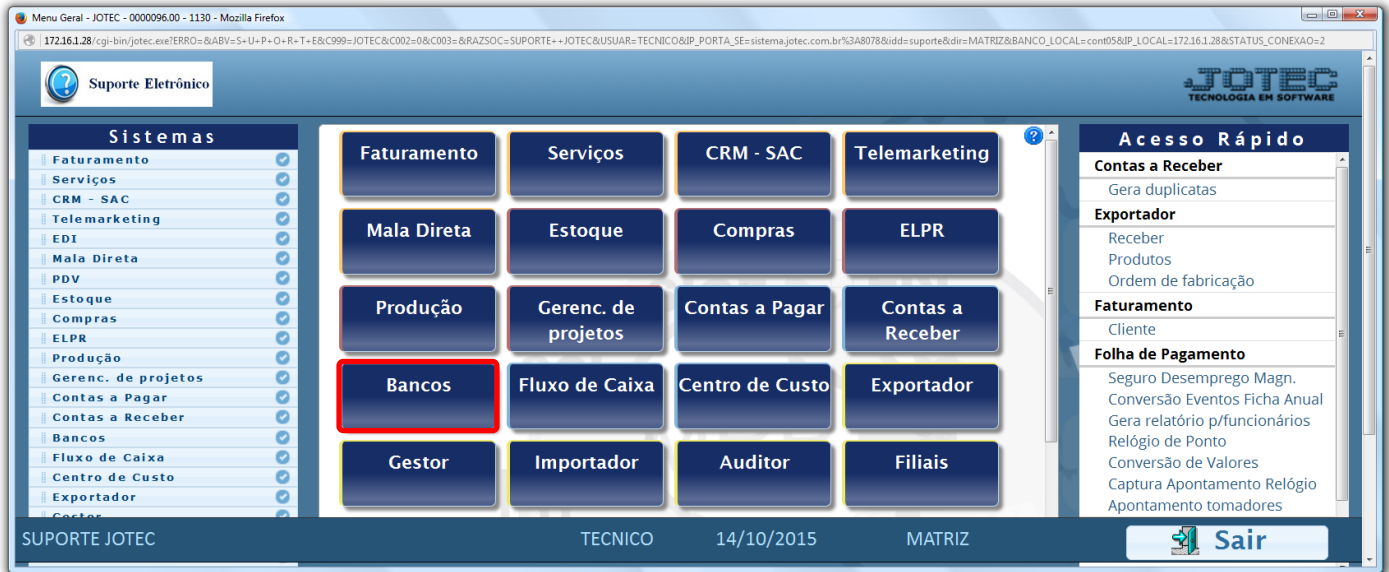 Menu Geral - JOTEC - 0000096.00 - 1130 - Mozilla Firefox
172.16.1.28/cgi-bin/jotec.exe?ERRO=&ABV=S+U+P+O+R+T+E&C999=JOTEC&C002=0&C003=&RAZSOC=SUPORTE++JOTEC&USUAR=TECNICO&IP_PORTA_SE=sistema.jotec.com.br%3A8078&idd=suporte&dir=MATRIZ&BANCO_LOCAL=cont05&IP_LOCAL=172.16.1.28&STATUS_CONEXAO=2
Suporte Eletrônico
JOTEC
TECNOLOGIA EM SOFTWARE
Sistemas
Faturamento
Serviços
CRM - SAC
Telemarketing
EDI
Mala Direta
PDV
Estoque
Compras
ELPR
Produção
Gerenc. de projetos
Contas a Pagar
Contas a Receber
Bancos
Fluxo de Caixa
Centro de Custo
Exportador
Gestor
Faturamento
Serviços
CRM - SAC
Telemarketing
Mala Direta
Estoque
Compras
ELPR
Produção
Gerenc. de
projetos
Contas a Pagar
Contas a
Receber
Bancos
Fluxo de Caixa
Centro de Custo
Exportador
Gestor
Importador
Auditor
Filiais
Acesso Rápido
Contas a Receber
Gera duplicatas
Exportador
Receber
Produtos
Ordem de fabricação
Faturamento
Cliente
Folha de Pagamento
Seguro Desemprego Magn.
Conversão Eventos Ficha Anual
Gera relatório p/funcionários
Relógio de Ponto
Conversão de Valores
Captura Apontamento Relógio
Apontamento tomadores
SUPORTE JOTEC
TECNICO
14/10/2015
MATRIZ
Sair